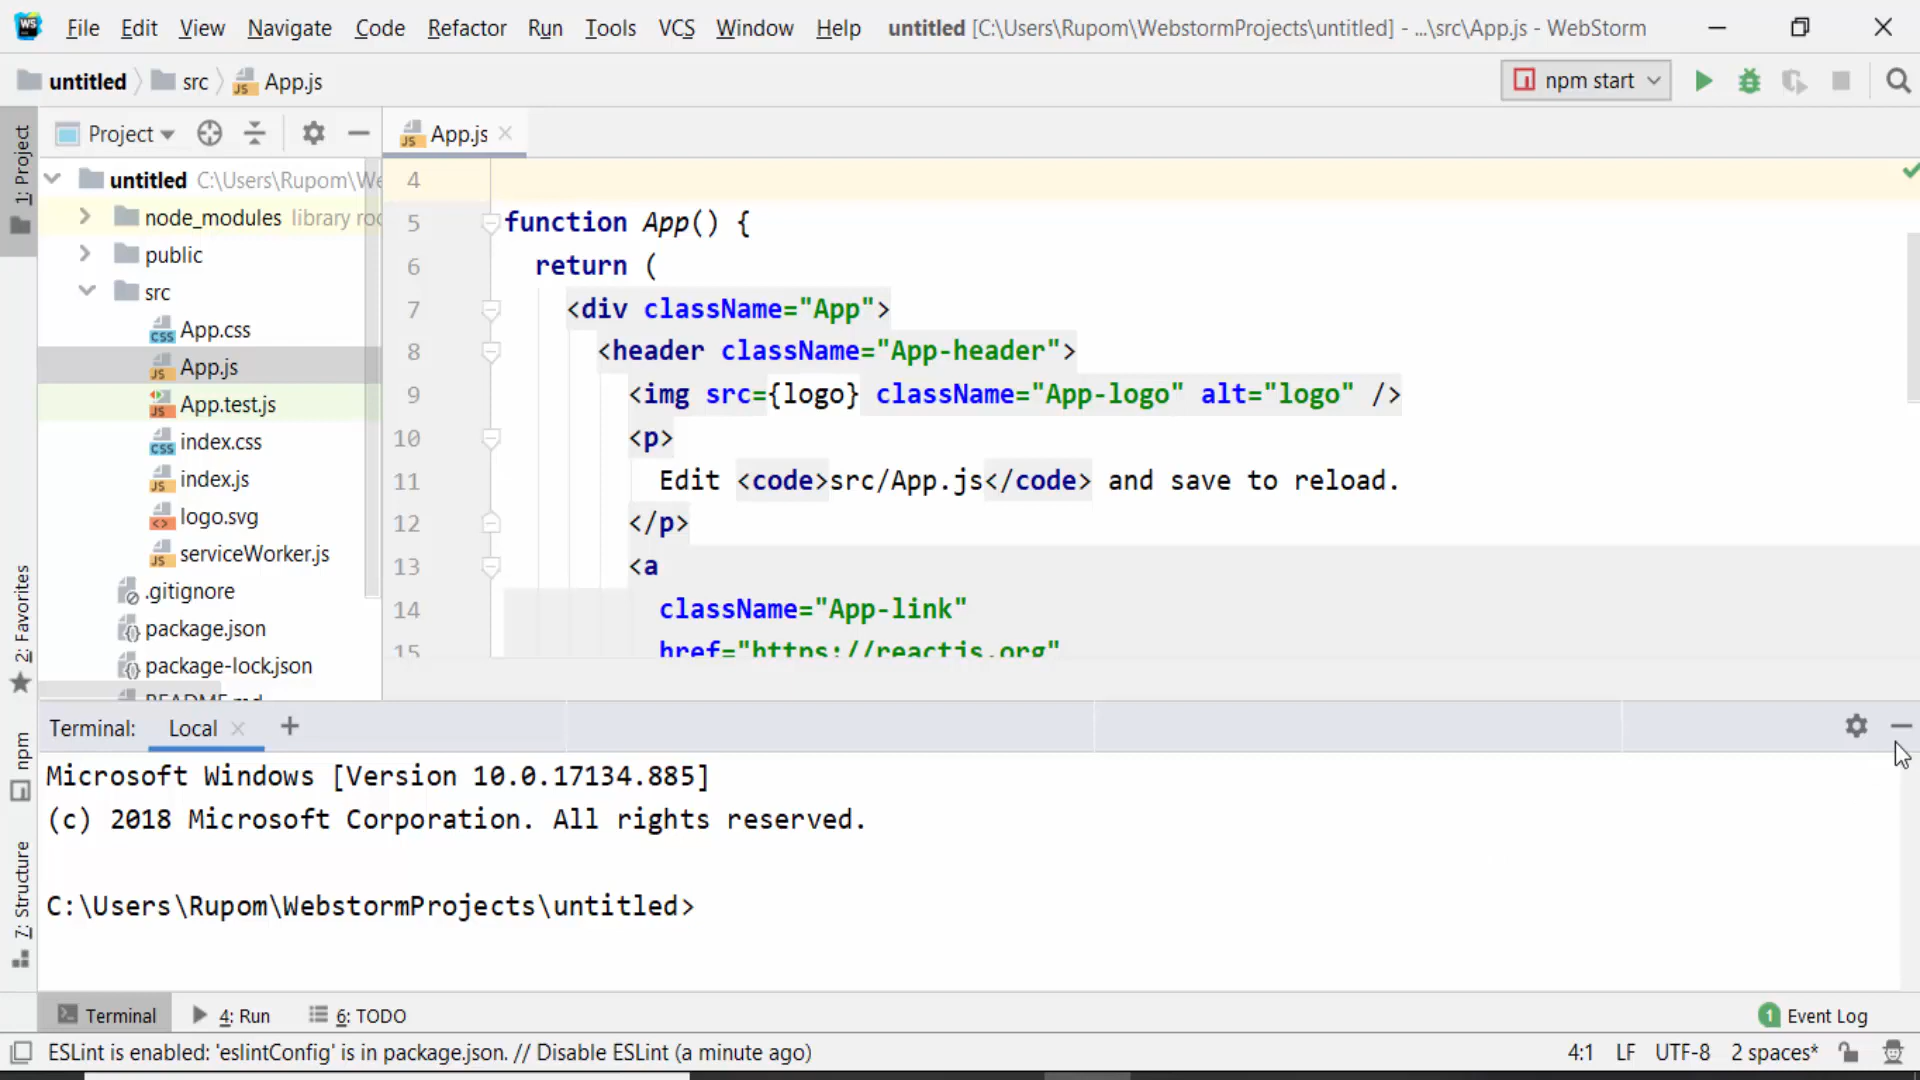 WS File Edit View Navigate Code Refactor Run Tools VCS Window Help untitled [C:\Users\Rupom\WebstormProjects\untitled] - ...\src\App.js - WebStorm
untitled src App.js npm start
1: Project
Project
App.js
untitled C:\Users\Rupom\We
node_modules library roo
public
src
App.css
App.js
App.test.js
index.css
index.js
logo.svg
serviceWorker.js
.gitignore
package.json
package-lock.json
README.md
4
5 function App() {
6 return (
7 <div className="App">
8 <header className="App-header">
9 <img src={logo} className="App-logo" alt="logo" />
10 <p>
11 Edit <code>src/App.js</code> and save to reload.
12 </p>
13 <a
14 className="App-link"
15 href="https://reactjs.org"
2: Favorites
npm
7: Structure
Terminal: Local
Microsoft Windows [Version 10.0.17134.885]
(c) 2018 Microsoft Corporation. All rights reserved.
C:\Users\Rupom\WebstormProjects\untitled>
Terminal 4: Run 6: TODO 1 Event Log
ESLint is enabled: 'eslintConfig' is in package.json. // Disable ESLint (a minute ago) 4:1 LF UTF-8 2 spaces*